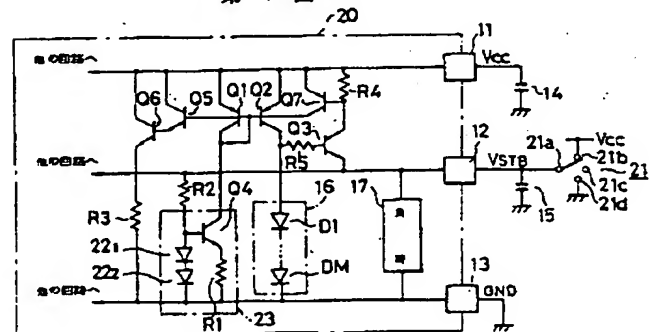 20
11
Vcc
14
他の回路へ
Q6
Q5
Q1
Q2
Q7
R4
Q3
R5
12
VSTB
21a
Vcc
21b
21
21c
21d
15
他の回路へ
R2
Q4
16
17
R3
D1
22₁
22₂
DM
13
GND
他の回路へ
R1
23